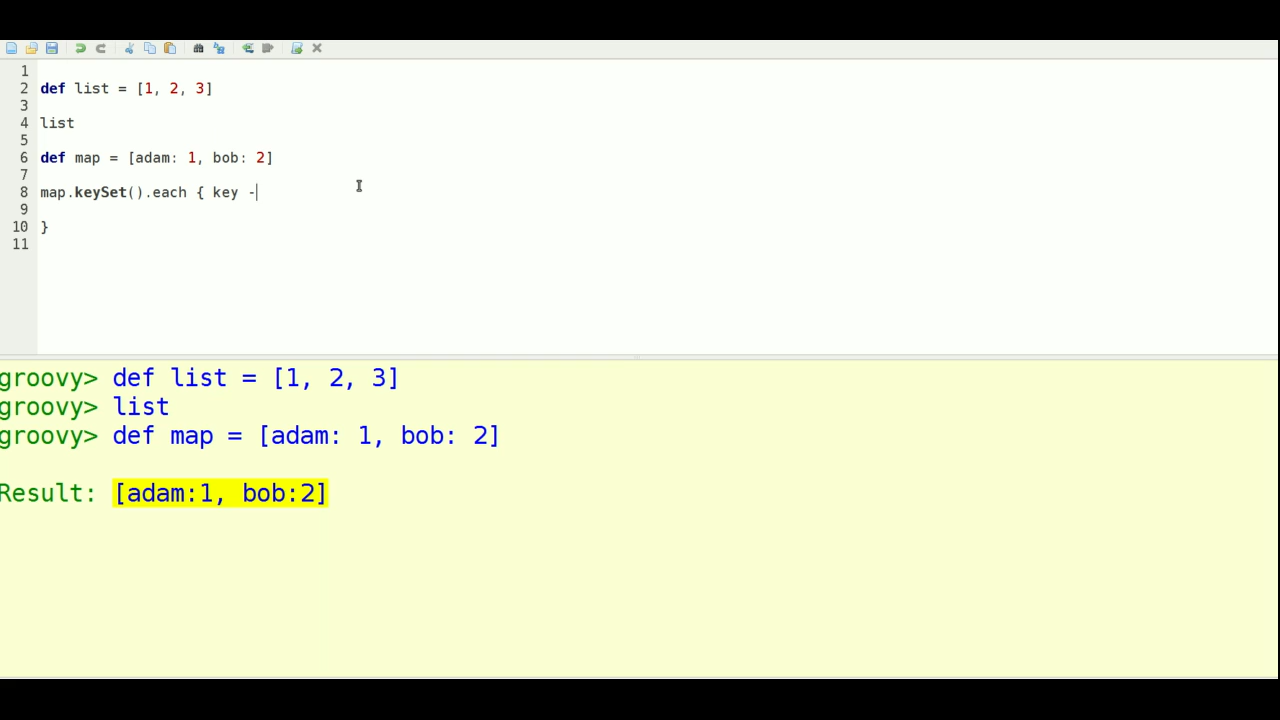 1
2 def list = [1, 2, 3]
3
4 list
5
6 def map = [adam: 1, bob: 2]
7
8 map.keySet().each { key -
9
10 }
11
groovy> def list = [1, 2, 3]
groovy> list
groovy> def map = [adam: 1, bob: 2]
Result: [adam:1, bob:2]